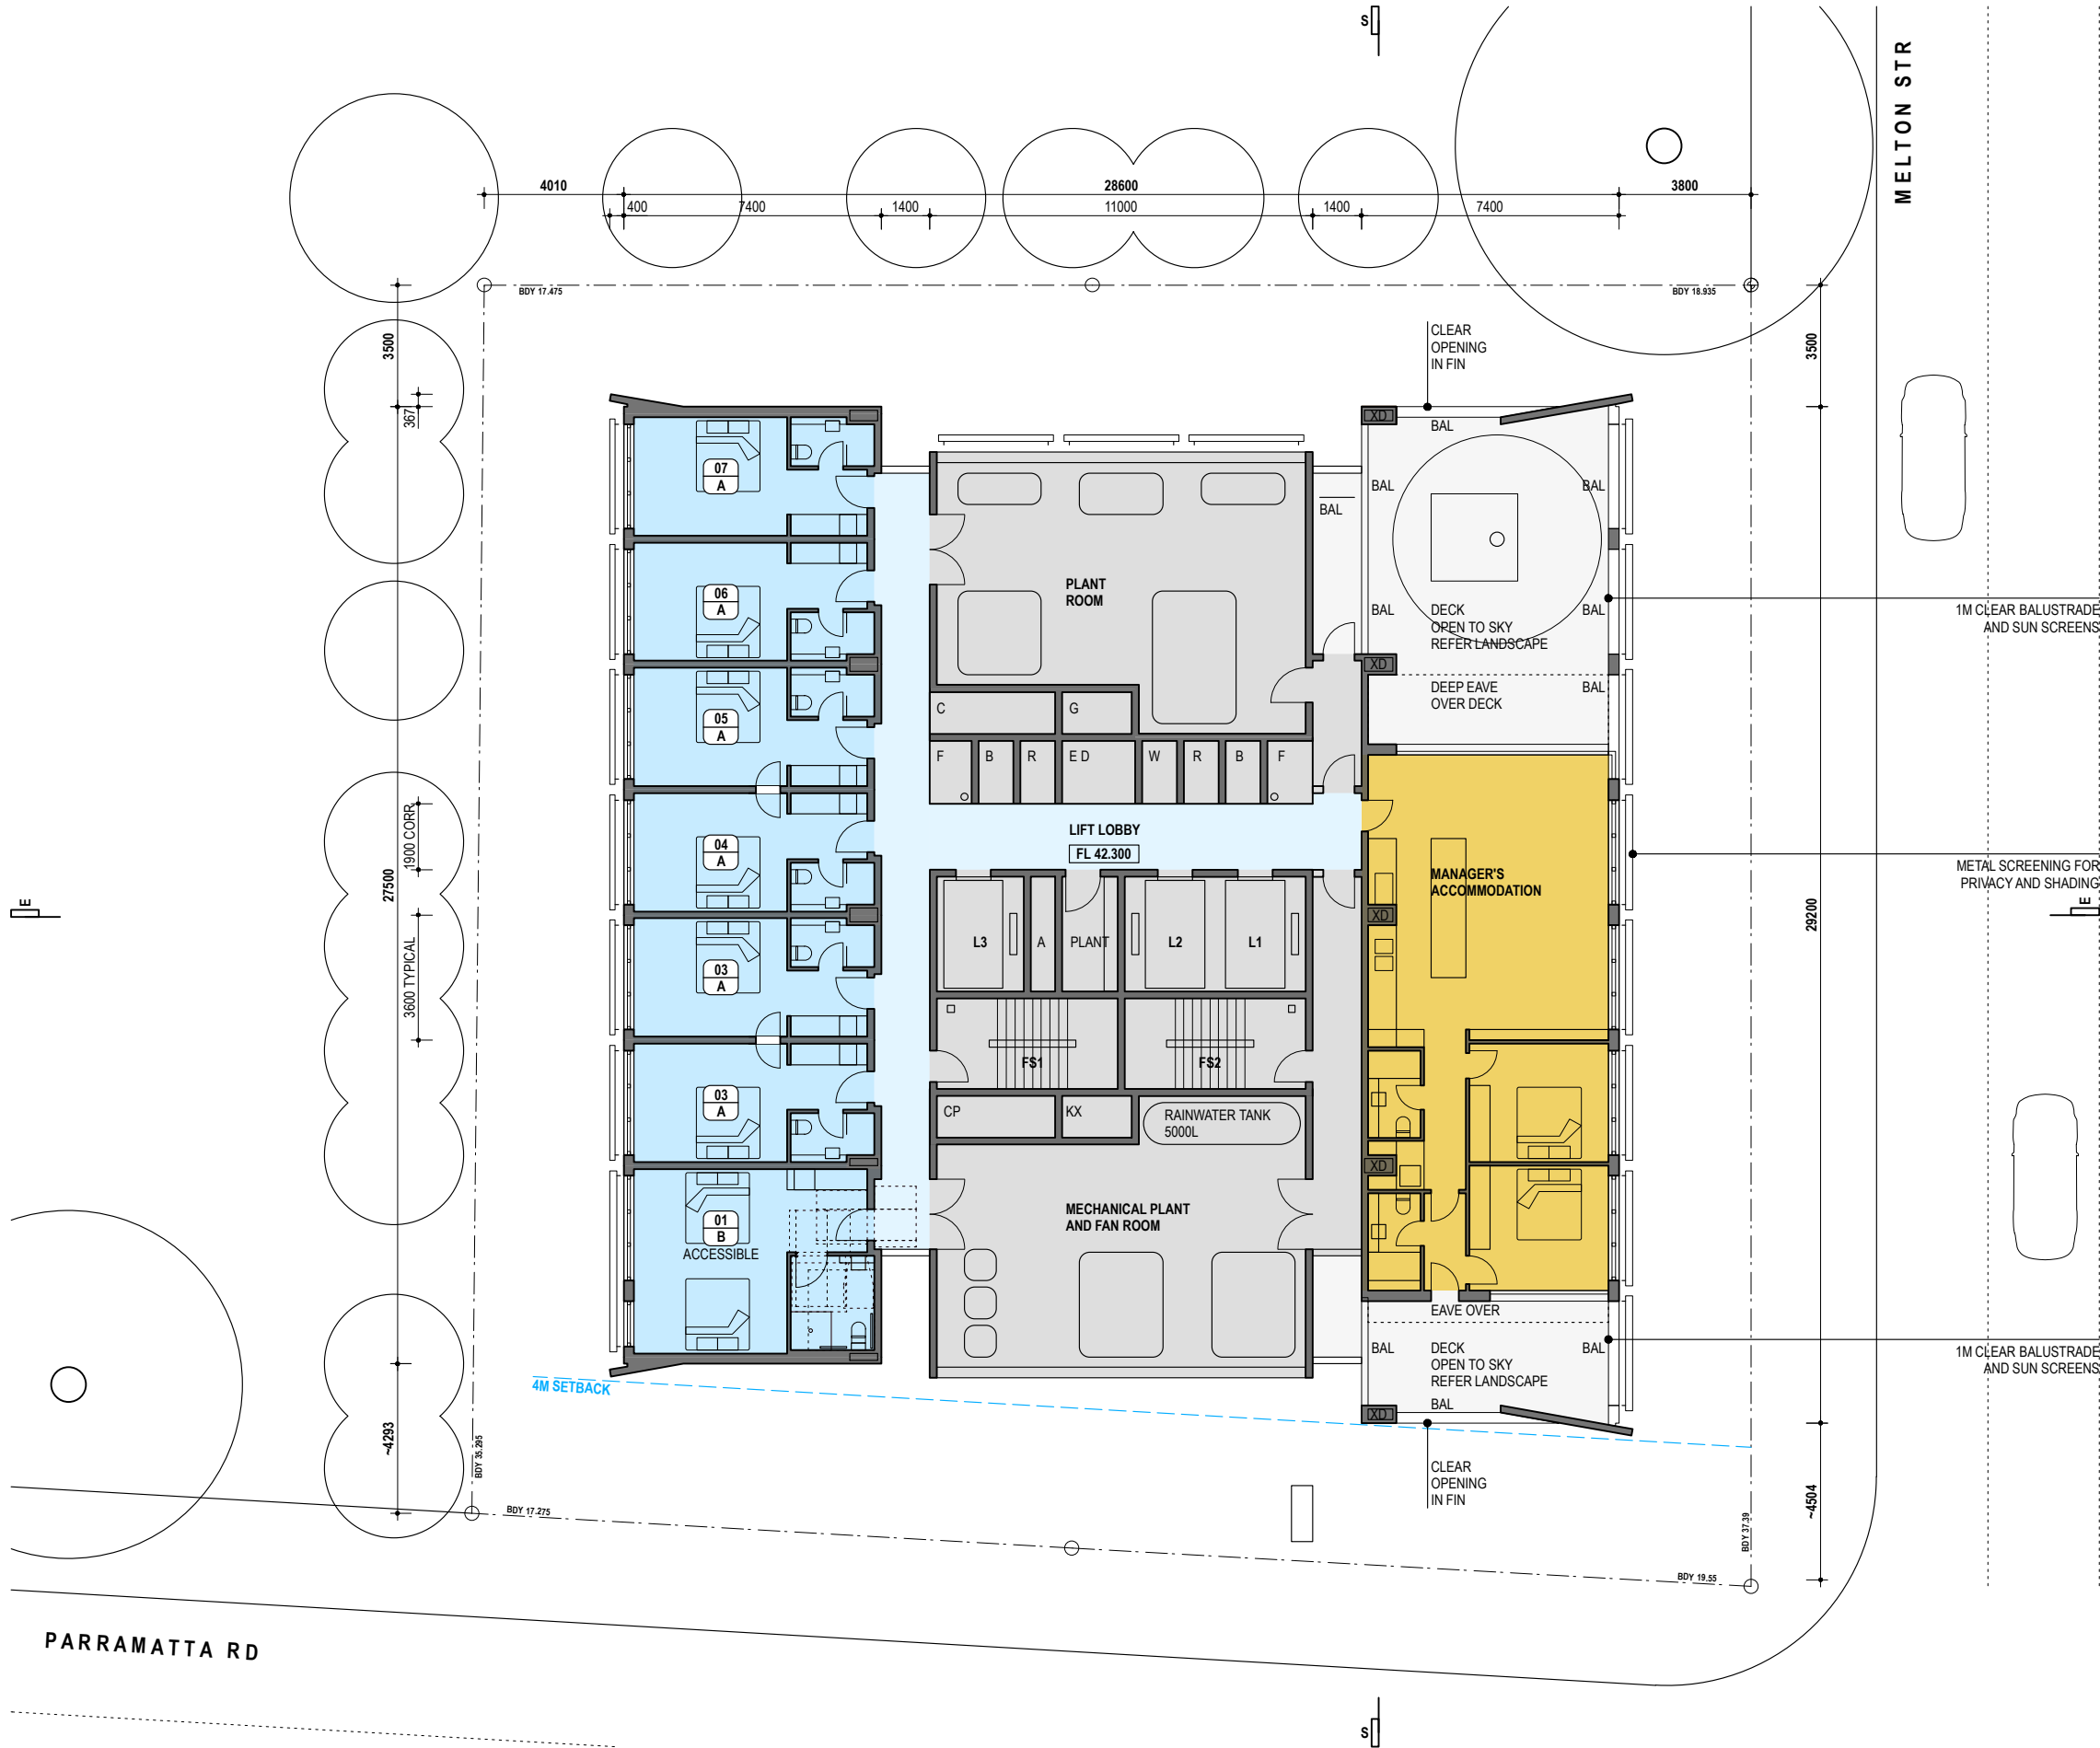 S
MELTON STR
4010
28600
3800
400
7400
1400
11000
1400
7400
BDY 17.475
BDY 18.935
3500
3500
367
CLEAR
OPENING
IN FIN
XD
BAL
07
A
BAL
BAL
BAL
PLANT
ROOM
06
A
BAL
DECK
OPEN TO SKY
REFER LANDSCAPE
BAL
1M CLEAR BALUSTRADE
AND SUN SCREENS
XD
DEEP EAVE
OVER DECK
BAL
C
G
05
A
F
B
R
E D
W
R
B
F
LIFT LOBBY
FL 42.300
1900 CORR.
04
A
MANAGER'S
ACCOMMODATION
METAL SCREENING FOR
PRIVACY AND SHADING
27500
29200
E
E
XD
L3
A
PLANT
L2
L1
3600 TYPICAL
03
A
FS1
FS2
03
A
CP
KX
RAINWATER TANK
5000L
XD
MECHANICAL PLANT
AND FAN ROOM
01
B
ACCESSIBLE
EAVE OVER
BAL
DECK
OPEN TO SKY
REFER LANDSCAPE
BAL
1M CLEAR BALUSTRADE
AND SUN SCREENS
4M SETBACK
BAL
XD
~4293
BDY 35.295
CLEAR
OPENING
IN FIN
~4504
BDY 17.275
BDY 37.39
BDY 19.55
PARRAMATTA RD
S